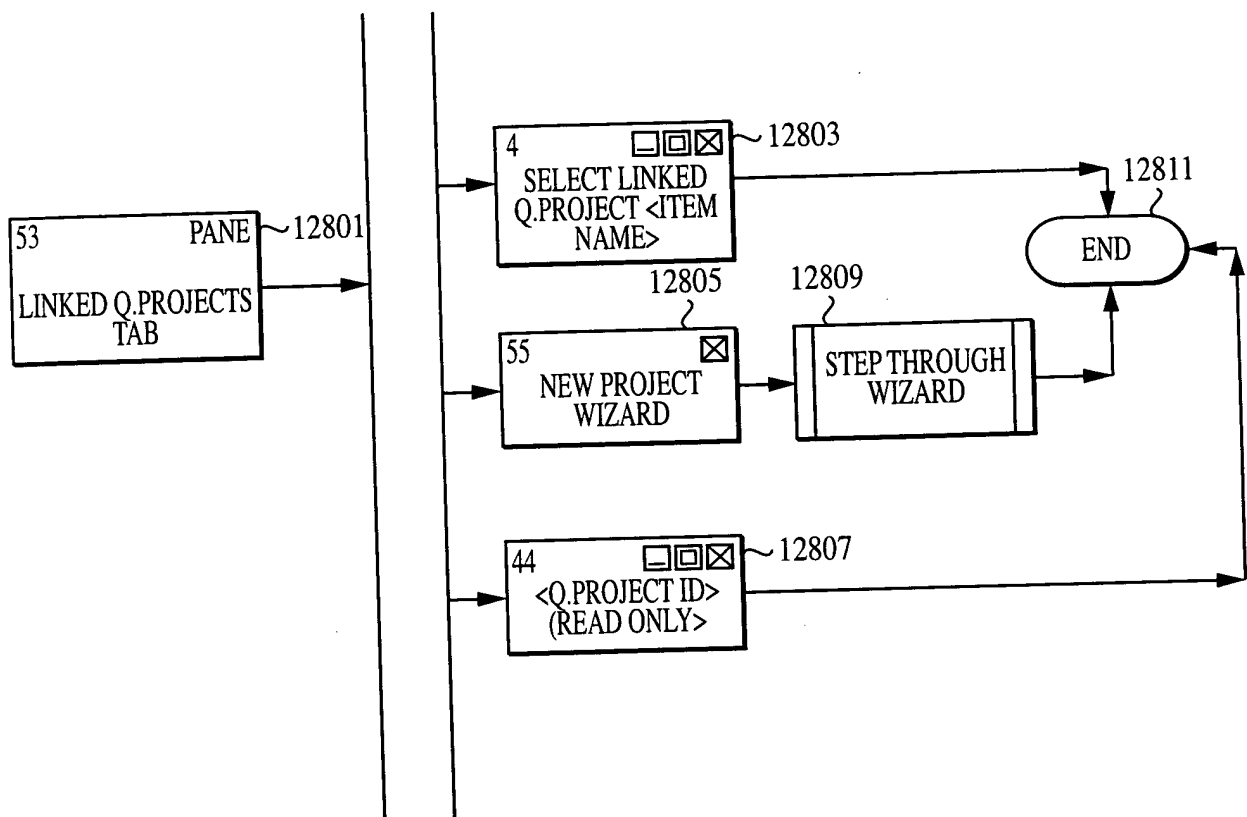 4
12803
SELECT LINKED
Q.PROJECT <ITEM
NAME>
12811
END
53
PANE
12801
LINKED Q.PROJECTS
TAB
12805
12809
55
NEW PROJECT
WIZARD
STEP THROUGH
WIZARD
44
12807
<Q.PROJECT ID>
(READ ONLY>